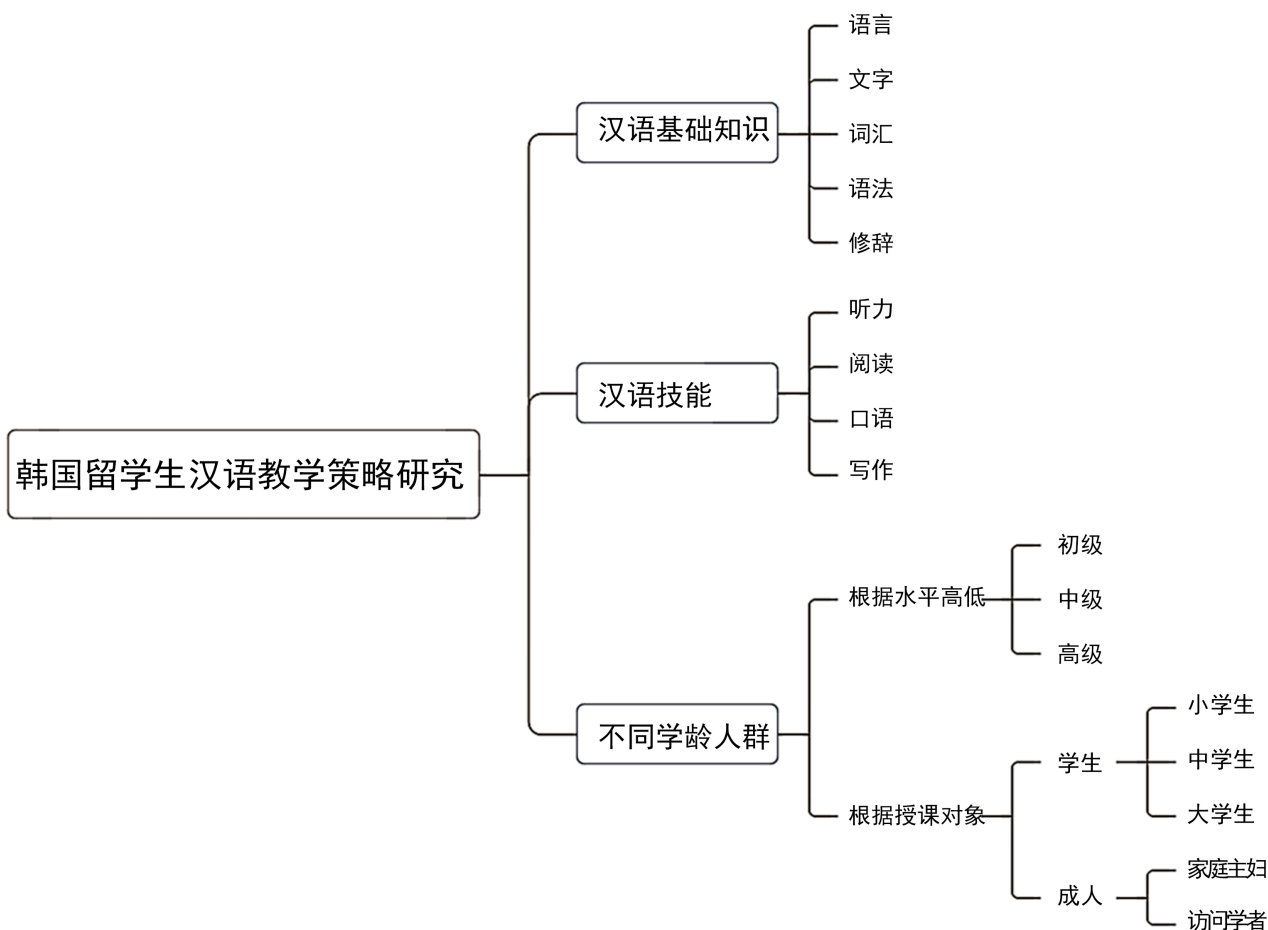 韩国留学生汉语教学策略研究
汉语基础知识
语言
文字
词汇
语法
修辞
汉语技能
听力
阅读
口语
写作
不同学龄人群
根据水平高低
初级
中级
高级
根据授课对象
学生
小学生
中学生
大学生
成人
家庭主妇
访问学者